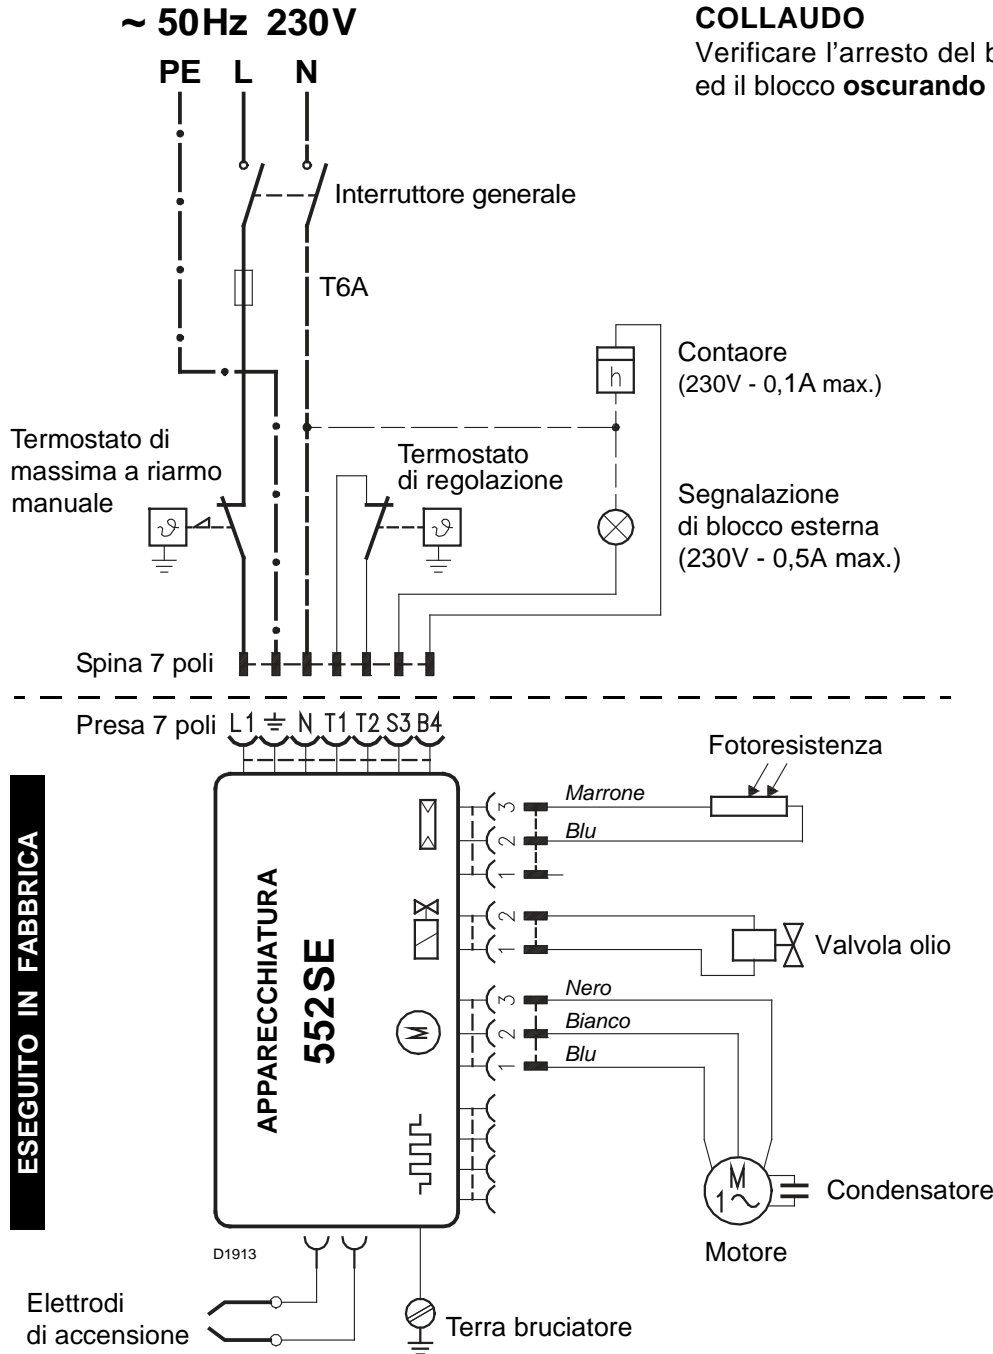 ~ 50Hz 230V
PE L N
COLLAUDO
Verificare l'arresto del
ed il blocco oscurando
Interruttore generale
T6A
h
Contaore
(230V - 0,1A max.)
Termostato di
massima a riarmo
manuale
Termostato
di regolazione
ϑ
ϑ
Segnalazione
di blocco esterna
(230V - 0,5A max.)
Spina 7 poli
Presa 7 poli
L1 N T1 T2 S3 B4
ESEGUITO IN FABBRICA
APPARECCHIATURA
552SE
M
3
2
1
Marrone
Blu
Fotoresistenza
2
1
Valvola olio
3
2
1
Nero
Bianco
Blu
M
1~
Condensatore
Motore
D1913
Elettrodi
di accensione
Terra bruciatore